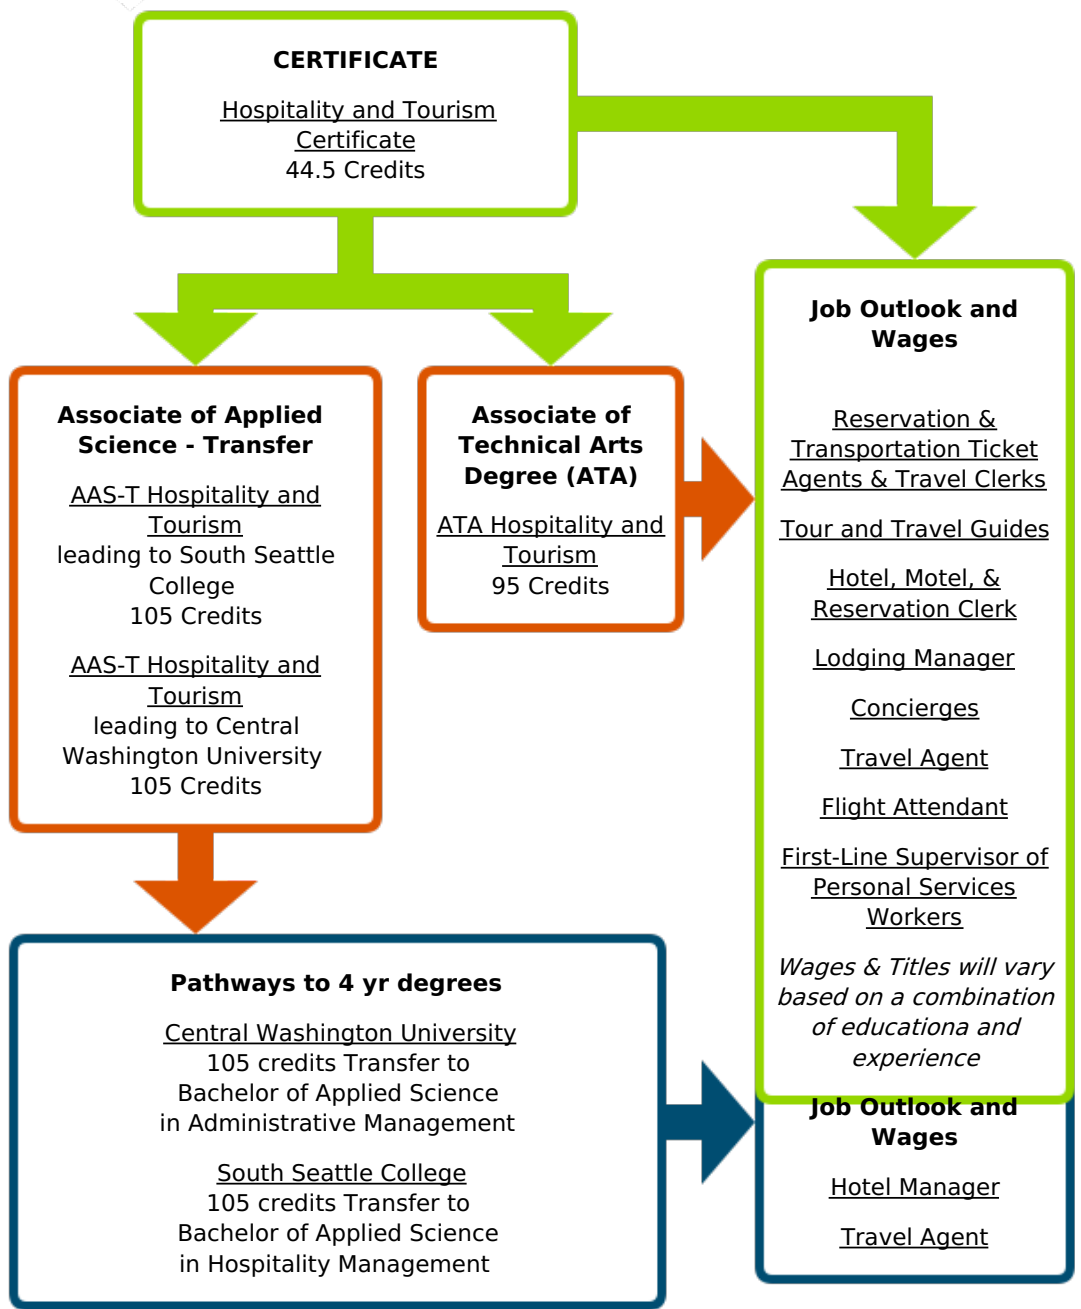 CERTIFICATE
Hospitality and Tourism
Certificate
44.5 Credits
Associate of Applied
Science - Transfer
AAS-T Hospitality and
Tourism
leading to South Seattle
College
105 Credits
AAS-T Hospitality and
Tourism
leading to Central
Washington University
105 Credits
Associate of
Technical Arts
Degree (ATA)
ATA Hospitality and
Tourism
95 Credits
Job Outlook and
Wages
Reservation &
Transportation Ticket
Agents & Travel Clerks
Tour and Travel Guides
Hotel, Motel, &
Reservation Clerk
Lodging Manager
Concierges
Travel Agent
Flight Attendant
First-Line Supervisor of
Personal Services
Workers
Wages & Titles will vary
based on a combination
of educationa and
experience
Pathways to 4 yr degrees
Central Washington University
105 credits Transfer to
Bachelor of Applied Science
in Administrative Management
South Seattle College
105 credits Transfer to
Bachelor of Applied Science
in Hospitality Management
Job Outlook and
Wages
Hotel Manager
Travel Agent